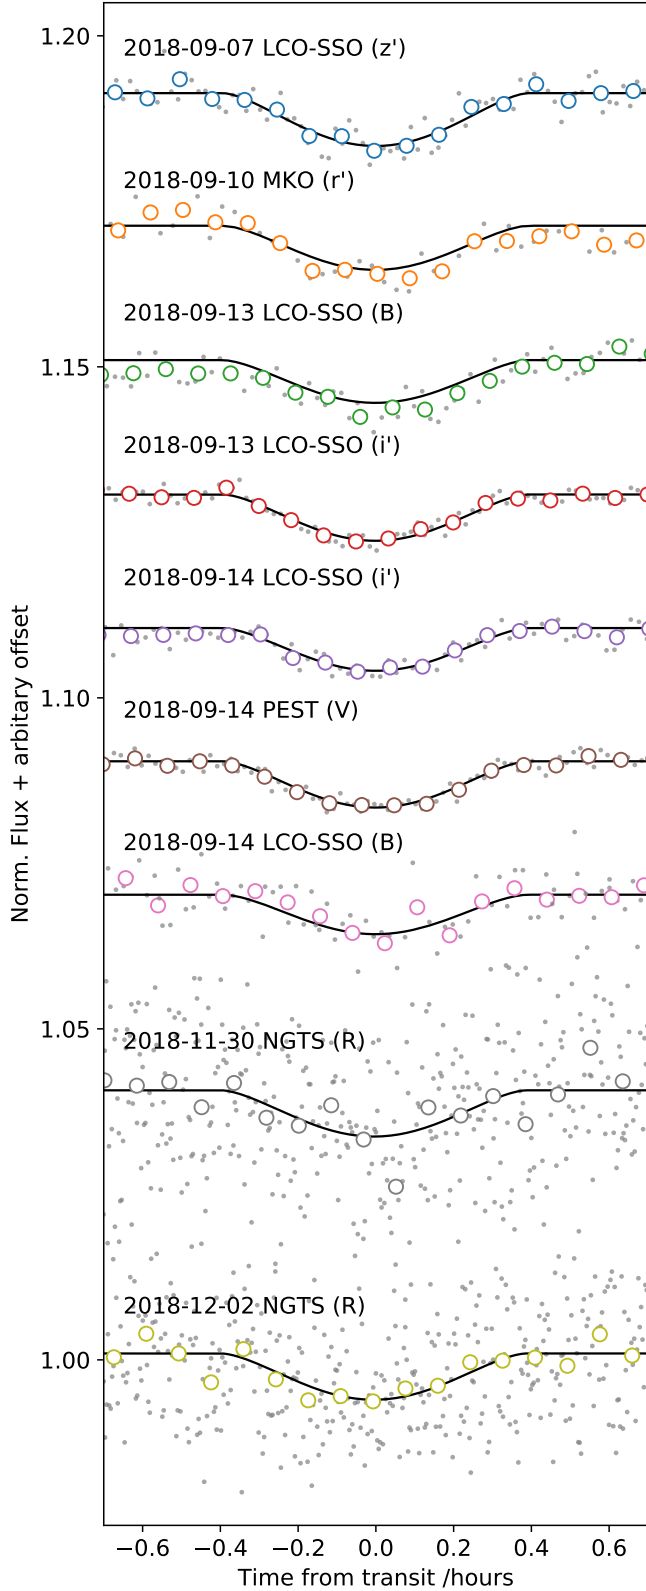 1.20
2018-09-07 LCO-SSO (z')
2018-09-10 MKO (r')
2018-09-13 LCO-SSO (B)
1.15
2018-09-13 LCO-SSO (i')
2018-09-14 LCO-SSO (i')
1.10
2018-09-14 PEST (V)
2018-09-14 LCO-SSO (B)
1.05
2018-11-30 NGTS (R)
2018-12-02 NGTS (R)
1.00
Norm. Flux + arbitary offset
−0.6 −0.4 −0.2 0.0 0.2 0.4 0.6
Time from transit /hours